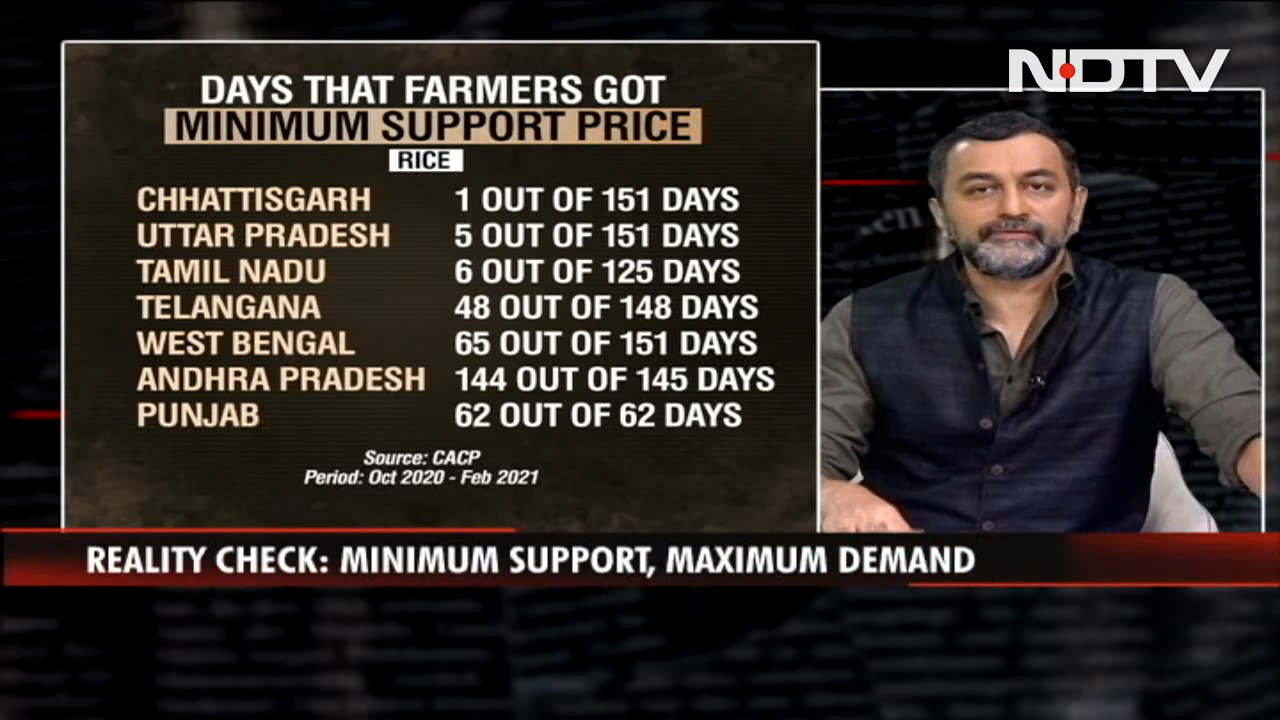 DAYS THAT FARMERS GOT
MINIMUM SUPPORT PRICE
RICE
CHHATTISGARH 1 OUT OF 151 DAYS
UTTAR PRADESH 5 OUT OF 151 DAYS
TAMIL NADU 6 OUT OF 125 DAYS
TELANGANA 48 OUT OF 148 DAYS
WEST BENGAL 65 OUT OF 151 DAYS
ANDHRA PRADESH 144 OUT OF 145 DAYS
PUNJAB 62 OUT OF 62 DAYS
Source: CACP
Period: Oct 2020 - Feb 2021
NDTV
REALITY CHECK: MINIMUM SUPPORT, MAXIMUM DEMAND